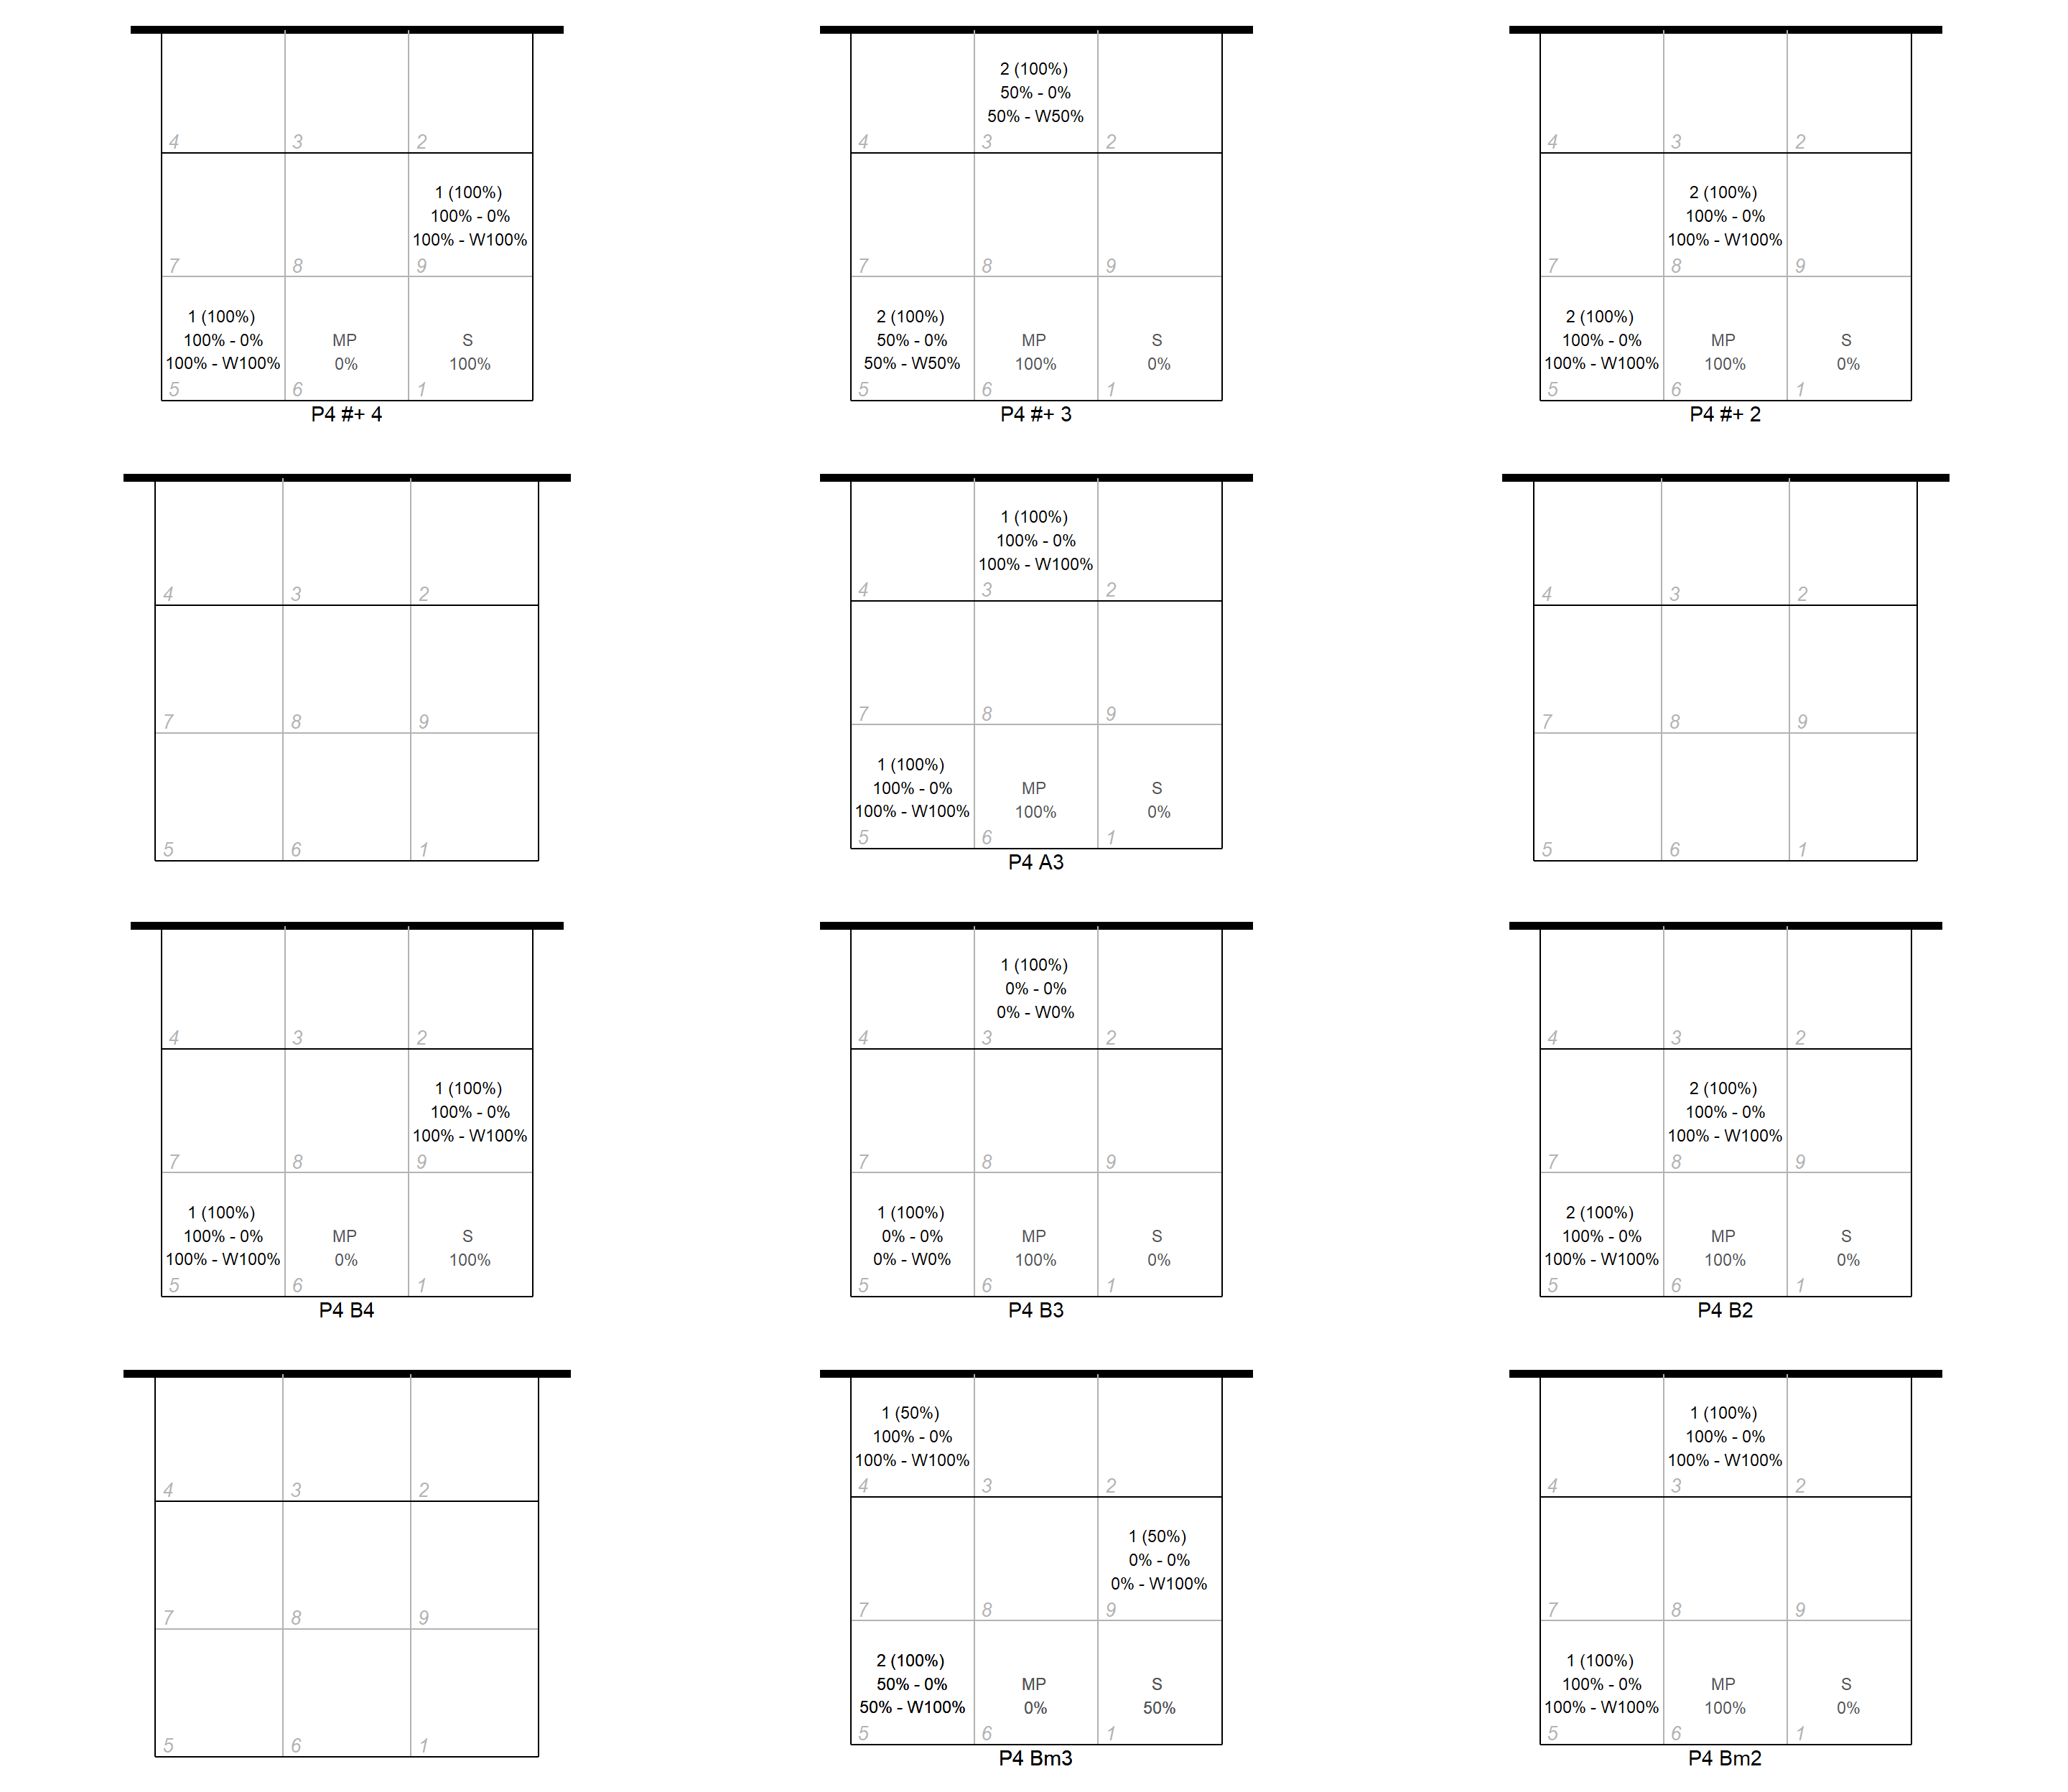 4 3 2
1 (100%)
100% - 0%
100% - W100%
7 8 9
1 (100%)
100% - 0%
100% - W100%
MP
0%
S
100%
5 6 1
P4 #+ 4
2 (100%)
50% - 0%
50% - W50%
4 3 2
7 8 9
2 (100%)
50% - 0%
50% - W50%
MP
100%
S
0%
5 6 1
P4 #+ 3
4 3 2
2 (100%)
100% - 0%
100% - W100%
7 8 9
2 (100%)
100% - 0%
100% - W100%
MP
100%
S
0%
5 6 1
P4 #+ 2
4 3 2
7 8 9
5 6 1
1 (100%)
100% - 0%
100% - W100%
4 3 2
7 8 9
1 (100%)
100% - 0%
100% - W100%
MP
100%
S
0%
5 6 1
P4 A3
4 3 2
7 8 9
5 6 1
4 3 2
1 (100%)
100% - 0%
100% - W100%
7 8 9
1 (100%)
100% - 0%
100% - W100%
MP
0%
S
100%
5 6 1
P4 B4
1 (100%)
0% - 0%
0% - W0%
4 3 2
7 8 9
1 (100%)
0% - 0%
0% - W0%
MP
100%
S
0%
5 6 1
P4 B3
4 3 2
2 (100%)
100% - 0%
100% - W100%
7 8 9
2 (100%)
100% - 0%
100% - W100%
MP
100%
S
0%
5 6 1
P4 B2
4 3 2
7 8 9
5 6 1
1 (50%)
100% - 0%
100% - W100%
4 3 2
1 (50%)
0% - 0%
0% - W100%
7 8 9
2 (100%)
50% - 0%
50% - W100%
MP
0%
S
50%
5 6 1
P4 Bm3
1 (100%)
100% - 0%
100% - W100%
4 3 2
7 8 9
1 (100%)
100% - 0%
100% - W100%
MP
100%
S
0%
5 6 1
P4 Bm2